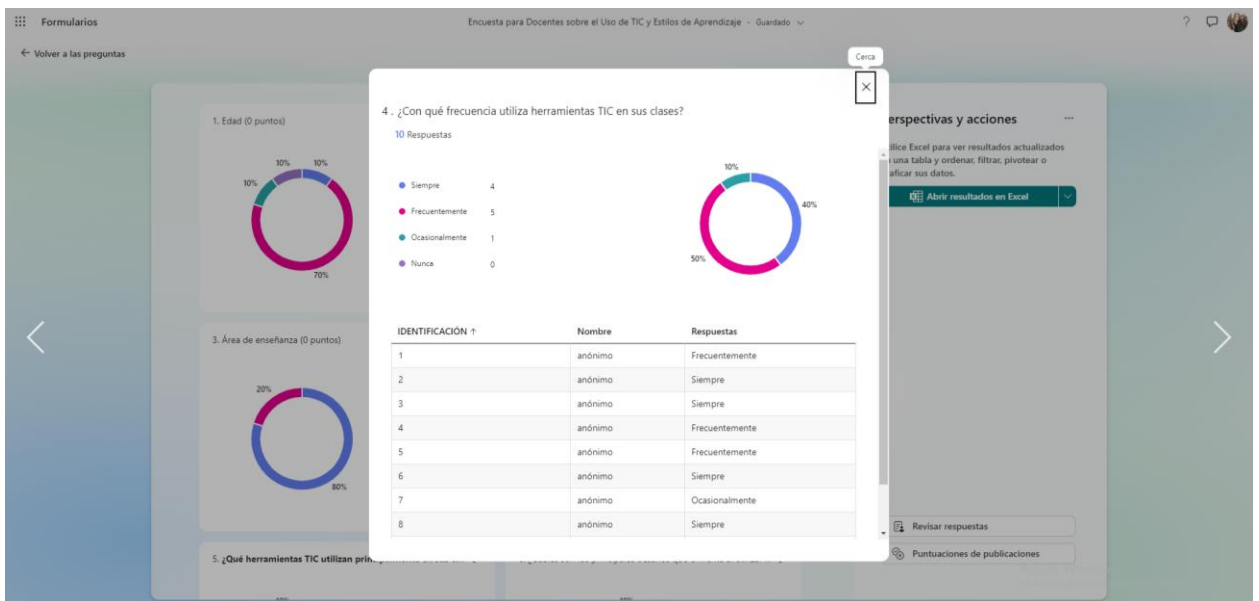 Formularios
Encuesta para Docentes sobre el Uso de TIC y Estilos de Aprendizaje - Guardado
?
← Volver a las preguntas
Cerca
1. Edad (0 puntos)
10%
10%
10%
70%
3. Área de enseñanza (0 puntos)
20%
80%
5. ¿Qué herramientas TIC utilizan
4 . ¿Con qué frecuencia utiliza herramientas TIC en sus clases?
10 Respuestas
Siempre 4
Frecuentemente 5
Ocasionalmente 1
Nunca 0
10%
40%
50%
IDENTIFICACIÓN ↑ Nombre Respuestas
1 anónimo Frecuentemente
2 anónimo Siempre
3 anónimo Siempre
4 anónimo Frecuentemente
5 anónimo Frecuentemente
6 anónimo Siempre
7 anónimo Ocasionalmente
8 anónimo Siempre
erspectivas y acciones
ilice Excel para ver resultados actualizados
una tabla y ordenar, filtrar, pivotear o
aficar sus datos.
Abrir resultados en Excel
Revisar respuestas
Puntuaciones de publicaciones